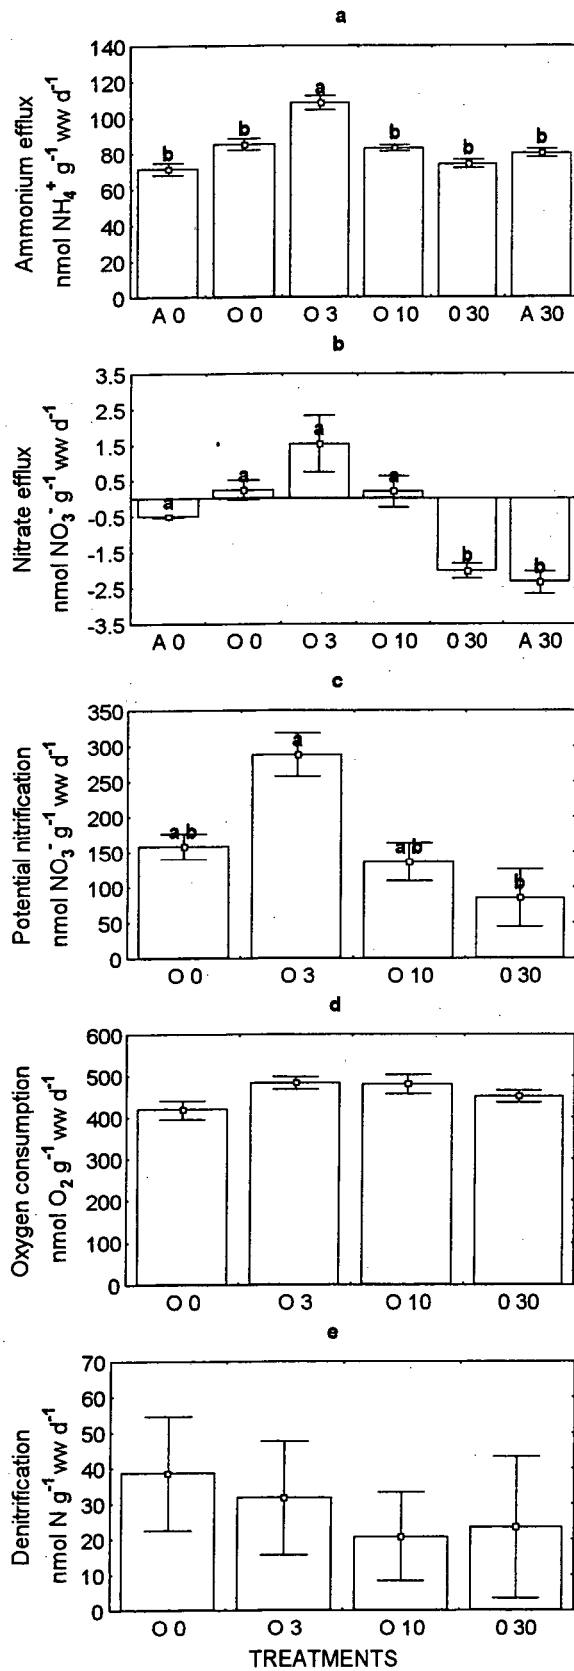 a
Ammonium efflux
nmol NH₄⁺ g⁻¹ ww d⁻¹
140
120
100
80
60
40
20
0
b
b
a
b
b
b
A 0
O 0
O 3
O 10
0 30
A 30
b
Nitrate efflux
nmol NO₃⁻ g⁻¹ ww d⁻¹
3.5
2.5
1.5
0.5
-0.5
-1.5
-2.5
-3.5
a
a
a
a
b
b
A 0
O 0
O 3
O 10
0 30
A 30
c
Potential nitrification
nmol NO₃⁻ g⁻¹ ww d⁻¹
350
300
250
200
150
100
50
0
a b
a
a b
b
O 0
O 3
O 10
0 30
d
Oxygen consumption
nmol O₂ g⁻¹ ww d⁻¹
600
500
400
300
200
100
0
O 0
O 3
O 10
0 30
e
Denitrification
nmol N g⁻¹ ww d⁻¹
70
60
50
40
30
20
10
0
O 0
O 3
O 10
0 30
TREATMENTS